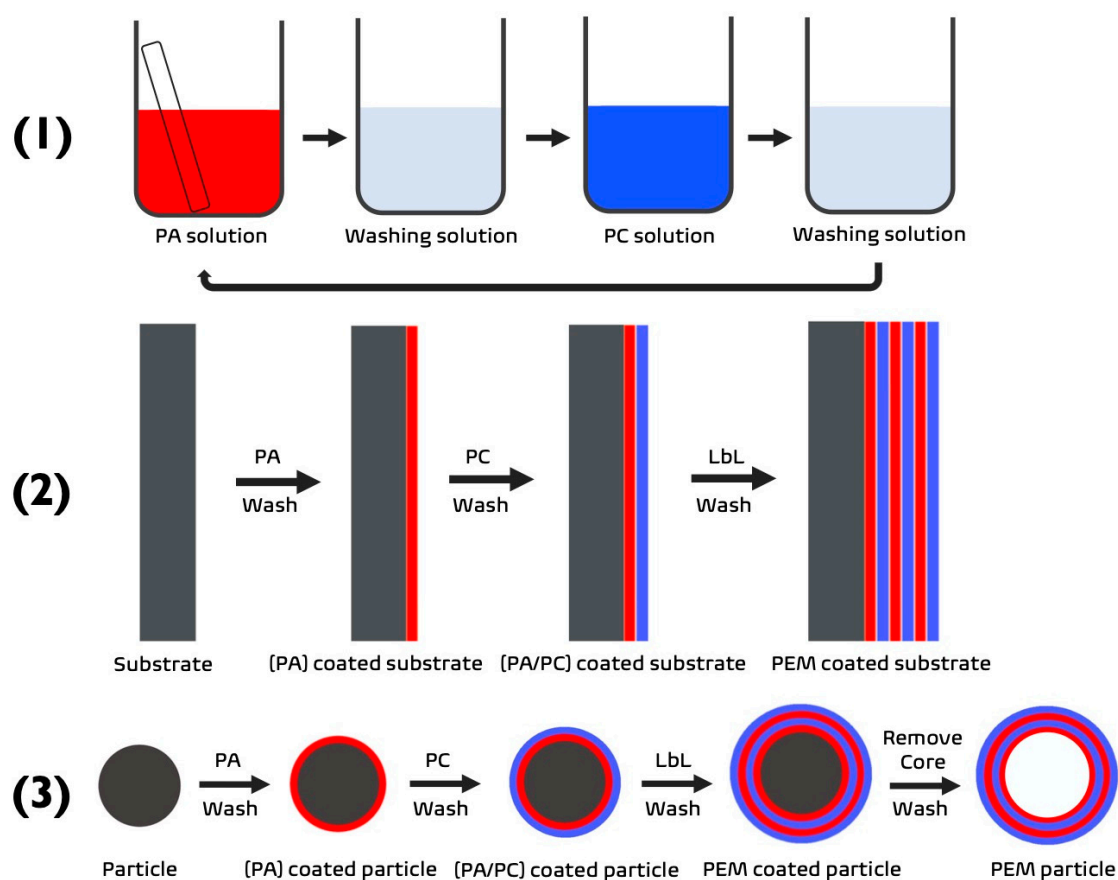 (1)
PA solution
Washing solution
PC solution
Washing solution
(2)
PA
Wash
PC
Wash
LbL
Wash
Substrate
(PA) coated substrate
(PA/PC) coated substrate
PEM coated substrate
(3)
PA
Wash
PC
Wash
LbL
Wash
Remove
Core
Wash
Particle
(PA) coated particle
(PA/PC) coated particle
PEM coated particle
PEM particle